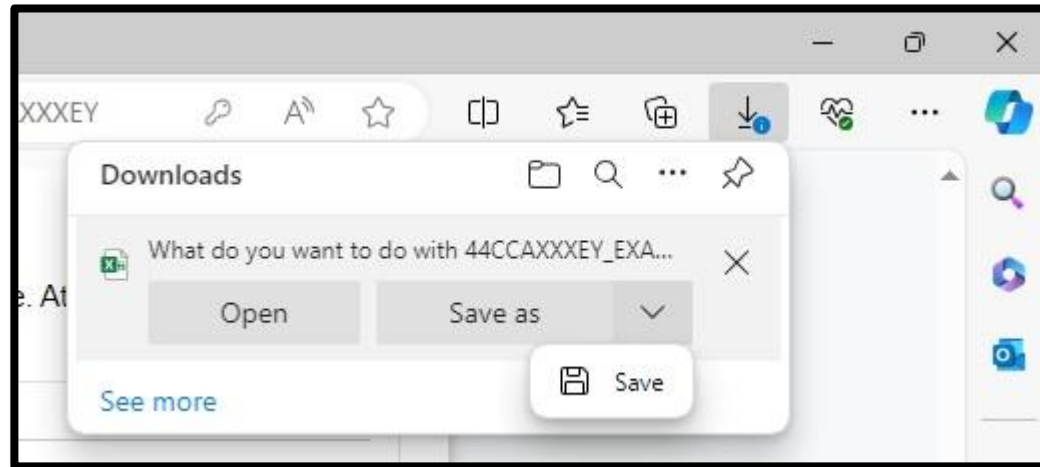 XXXEY
Downloads
What do you want to do with 44CCAXXXEY_EXA...
e. At
Open
Save as
Save
See more